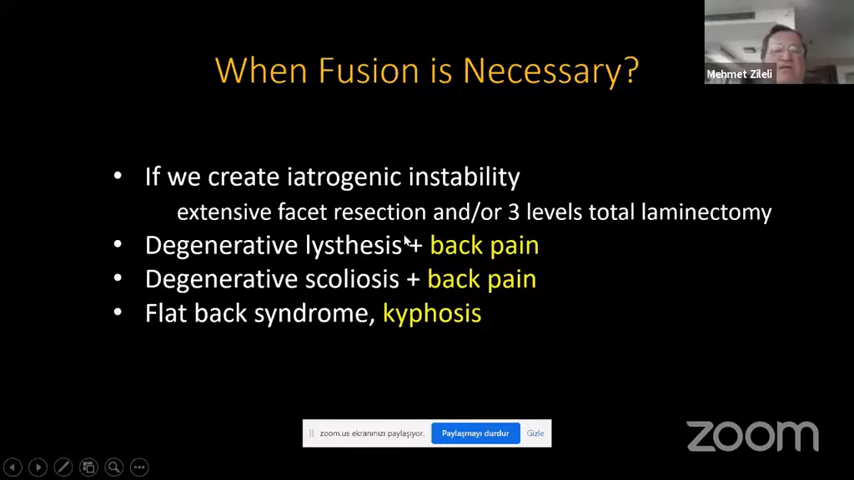 When Fusion is Necessary?
Mehmet Zileli
• If we create iatrogenic instability
extensive facet resection and/or 3 levels total laminectomy
• Degenerative lysthesis + back pain
• Degenerative scoliosis + back pain
• Flat back syndrome, kyphosis
zoom.us ekranınızı paylaşıyor.
Paylaşmayı durdur
Gizle
zoom